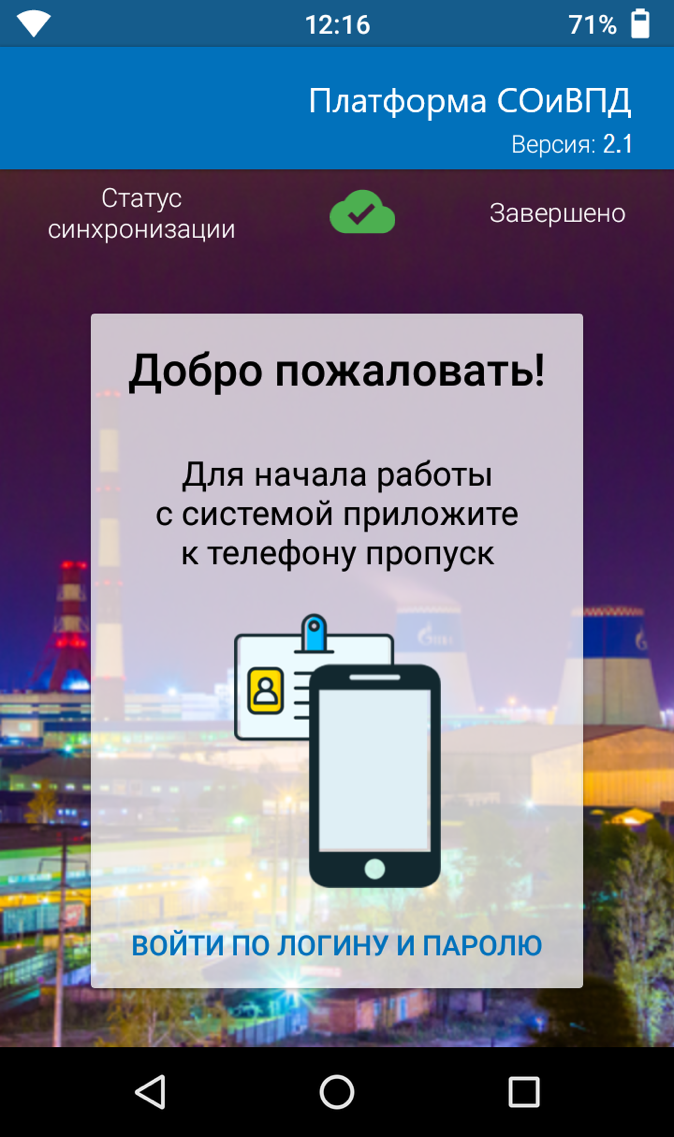 12:16
71%
Платформа СОиВПД
Версия: 2.1
Статус
синхронизации
Завершено
Добро пожаловать!
Для начала работы
с системой приложите
к телефону пропуск
ВОЙТИ ПО ЛОГИНУ И ПАРОЛЮ